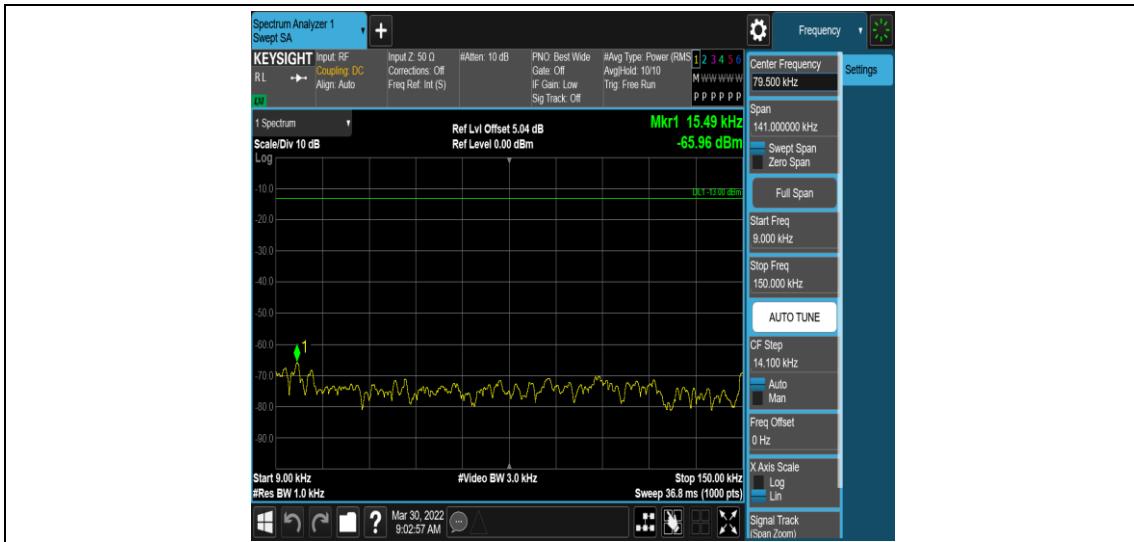 Spectrum Analyzer 1
Swept SA
Frequency
KEYSIGHT
RL
LXI
Input: RF
Coupling: DC
Align: Auto
Input Z: 50 Ω
Corrections: Off
Freq Ref: Int (S)
#Atten: 10 dB
PNO: Best Wide
Gate: Off
IF Gain: Low
Sig Track: Off
#Avg Type: Power (RMS
Avg|Hold: 10/10
Trig: Free Run
1 2 3 4 5 6
M W W W W W
P P P P P P
Center Frequency
79.500 kHz
Settings
Span
141.000000 kHz
Swept Span
Zero Span
Full Span
Start Freq
9.000 kHz
Stop Freq
150.000 kHz
AUTO TUNE
CF Step
14.100 kHz
Auto
Man
Freq Offset
0 Hz
X Axis Scale
Log
Lin
Signal Track
(Span Zoom)
1 Spectrum
Scale/Div 10 dB
Ref Lvl Offset 5.04 dB
Ref Level 0.00 dBm
Mkr1 15.49 kHz
-65.96 dBm
Log
DL1 -13.00 dBm
-10.0
-20.0
-30.0
-40.0
-50.0
-60.0
1
-70.0
-80.0
-90.0
Start 9.00 kHz
#Video BW 3.0 kHz
Stop 150.00 kHz
#Res BW 1.0 kHz
Sweep 36.8 ms (1000 pts)
?
Mar 30, 2022
9:02:57 AM